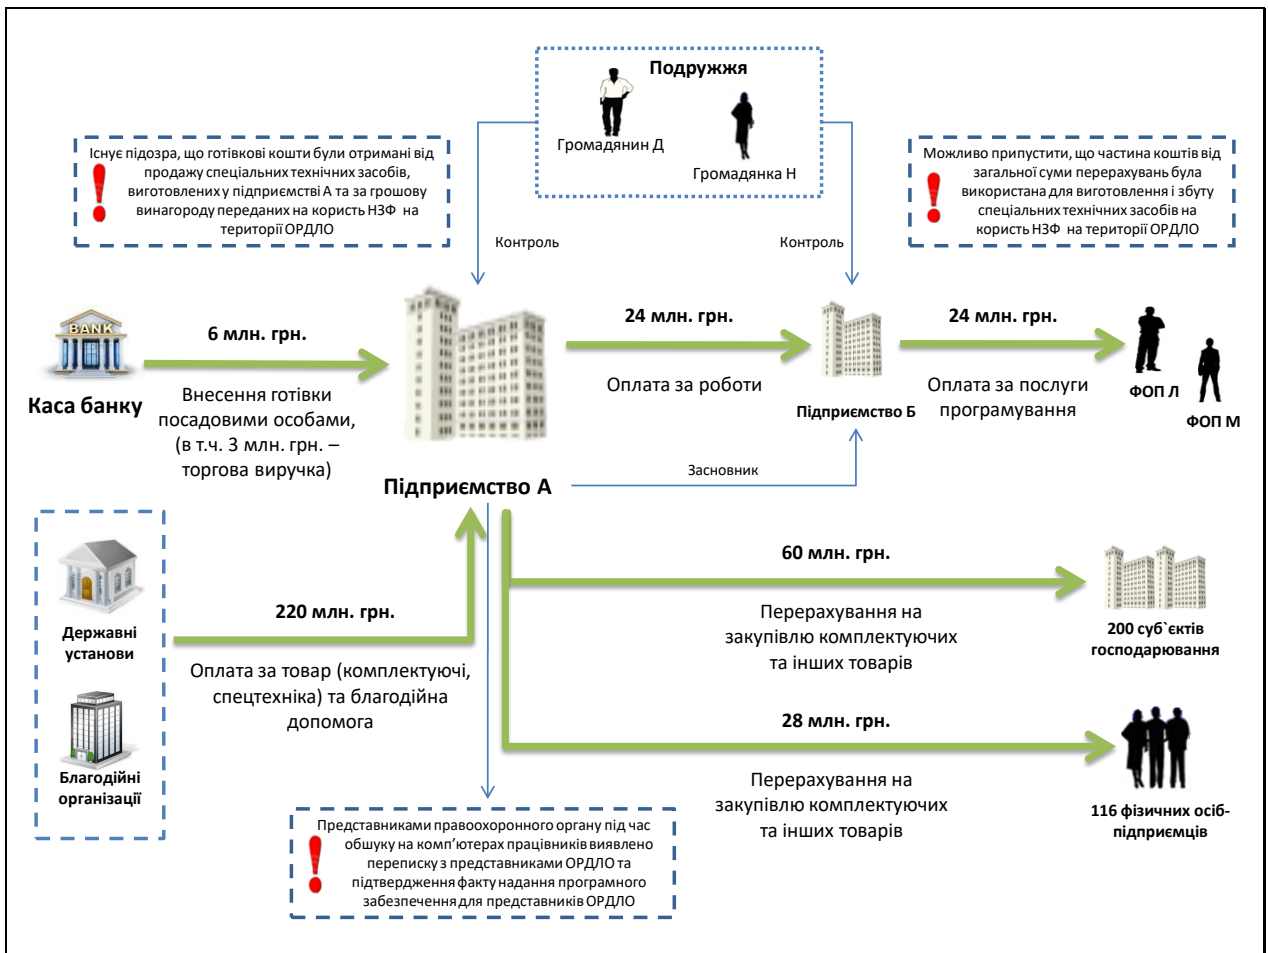 Подружжя
Громадянин Д
Громадянка Н
Існує підозра, що готівкові кошти були отримані від
продажу спеціальних технічних засобів,
виготовлених у підприємстві А та за грошову
винагороду переданих на користь НЗФ на
території ОРДЛО
Можливо припустити, що частина коштів від
загальної суми перерахувань була
використана для виготовлення і збуту
спеціальних технічних засобів на
користь НЗФ на території ОРДЛО
Контроль
Контроль
BANK
Каса банку
6 млн. грн.
Внесення готівки
посадовими особами,
(в т.ч. 3 млн. грн. –
торгова виручка)
Підприємство А
24 млн. грн.
Оплата за роботи
Підприємство Б
24 млн. грн.
Оплата за послуги
програмування
ФОП Л
ФОП М
Засновник
Державні
установи
Благодійні
організації
220 млн. грн.
Оплата за товар (комплектуючі,
спецтехніка) та благодійна
допомога
60 млн. грн.
Перерахування на
закупівлю комплектуючих
та інших товарів
200 суб`єктів
господарювання
28 млн. грн.
Перерахування на
закупівлю комплектуючих
та інших товарів
116 фізичних осіб-
підприємців
Представниками правоохоронного органу під час
обшуку на комп’ютерах працівників виявлено
переписку з представниками ОРДЛО та
підтвердження факту надання програмного
забезпечення для представників ОРДЛО